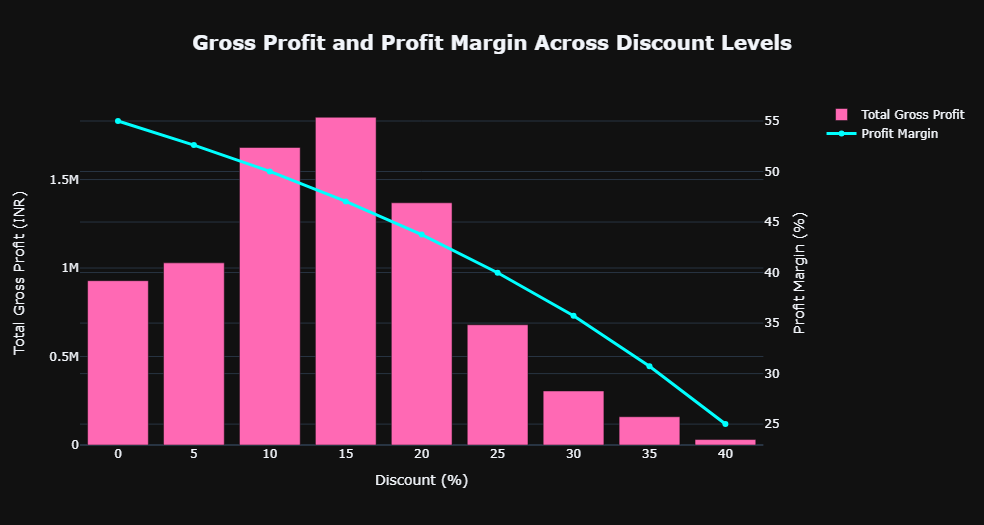 Gross Profit and Profit Margin Across Discount Levels
Total Gross Profit
Profit Margin
Total Gross Profit (INR)
1.5M
1M
0.5M
0
55
50
45
40
35
30
25
Profit Margin (%)
0 5 10 15 20 25 30 35 40
Discount (%)